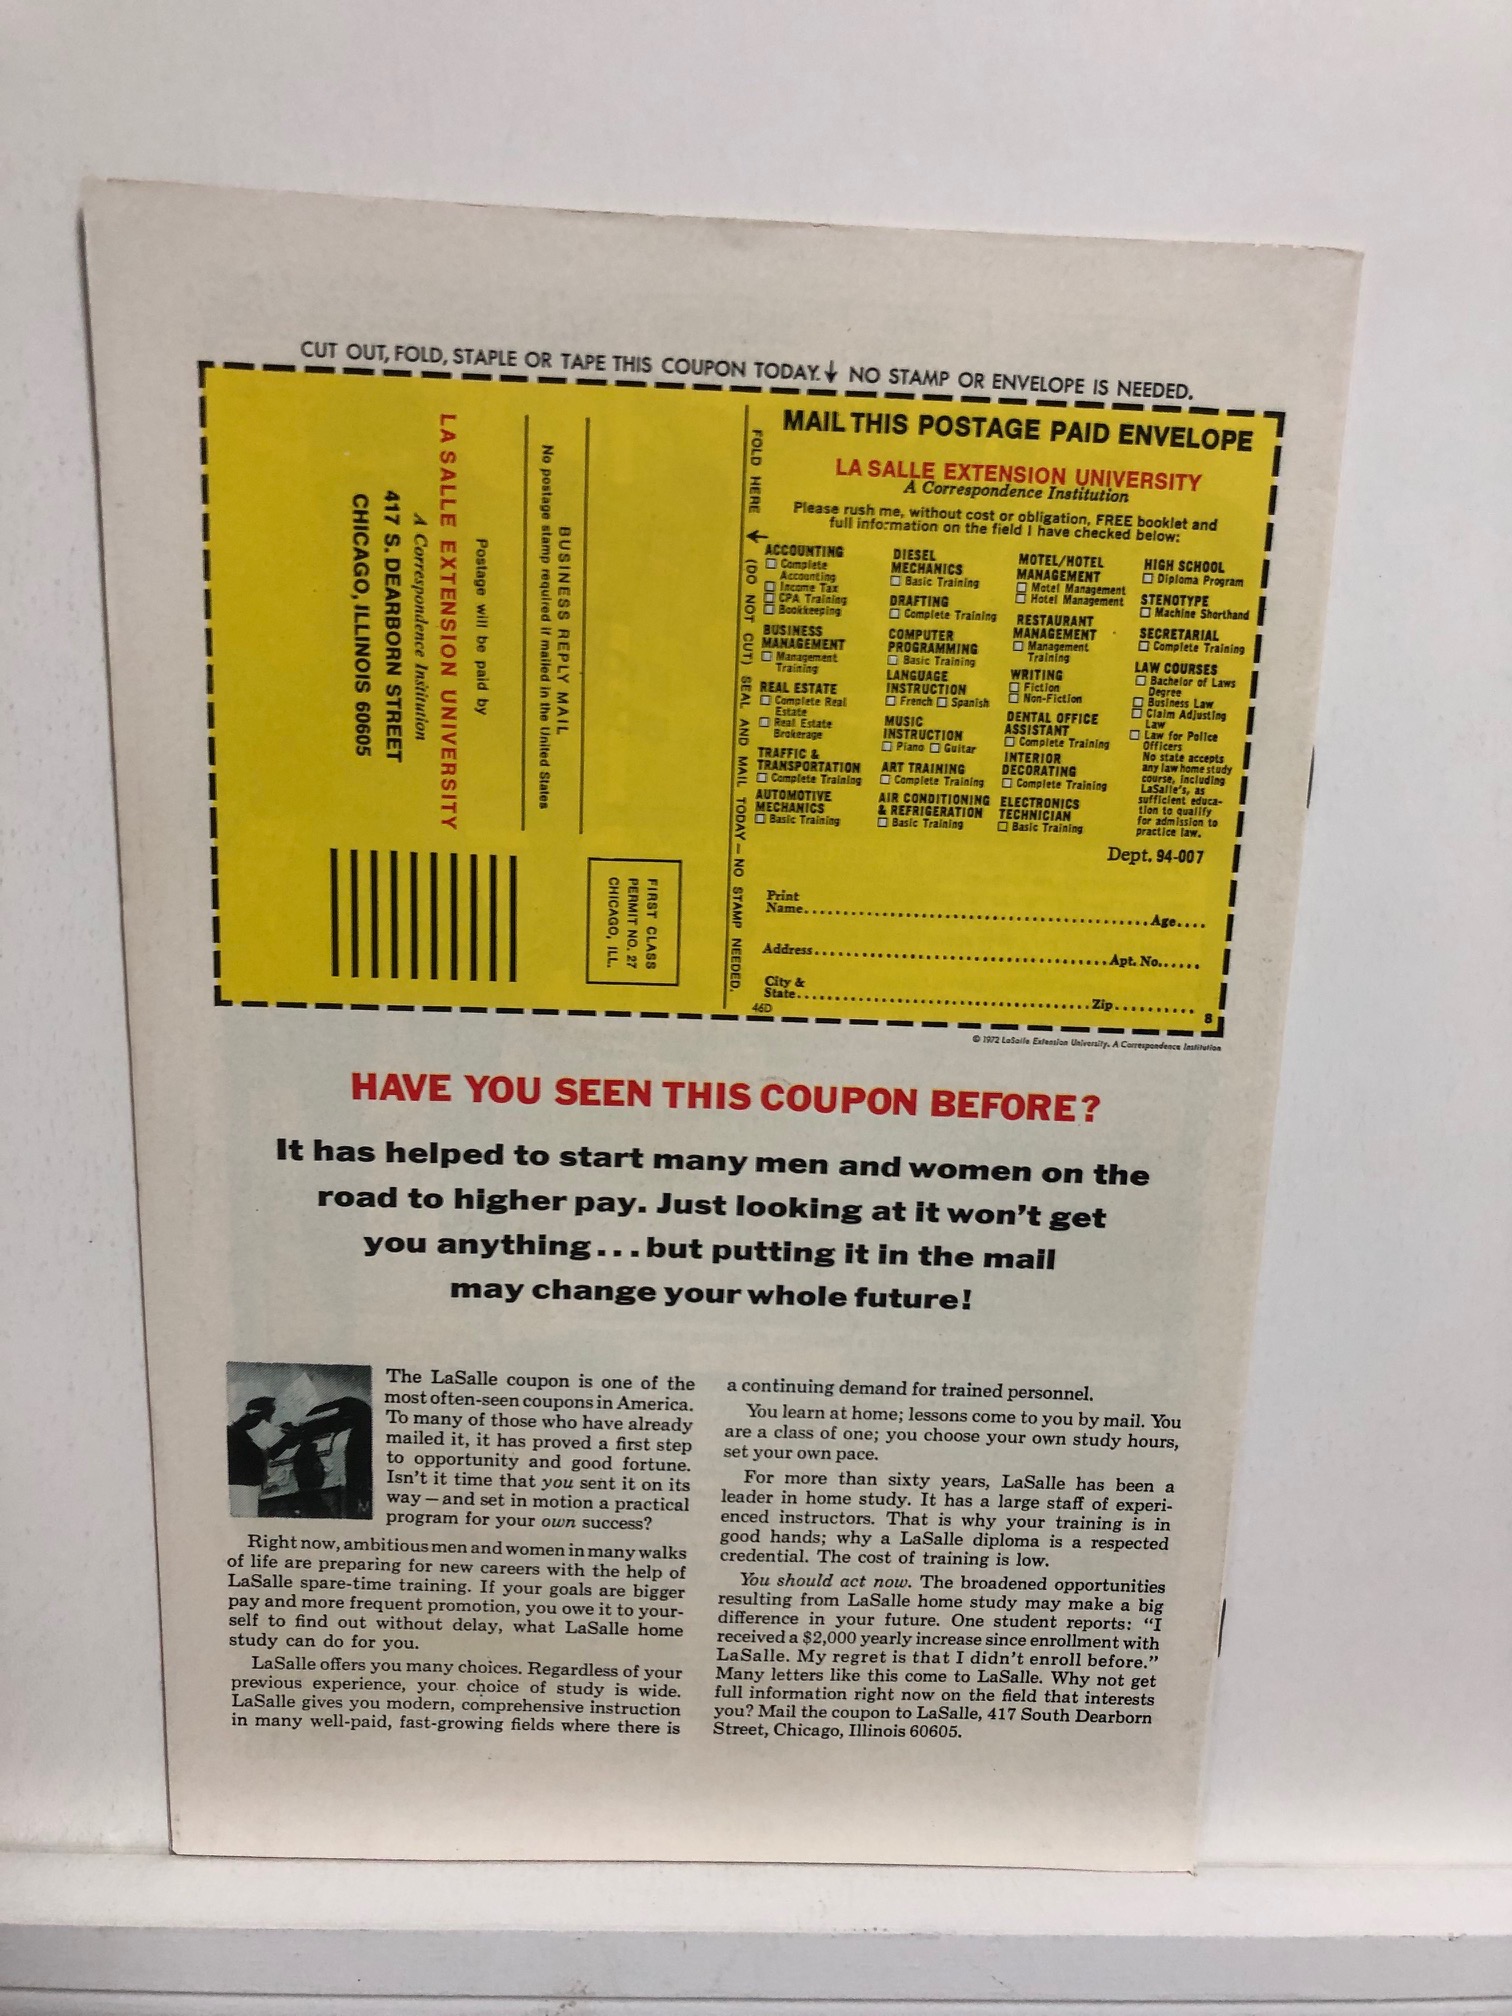 CUT OUT, FOLD, STAPLE OR TAPE THIS COUPON TODAY.↓ NO STAMP OR ENVELOPE IS NEEDED.
FIRST CLASS
PERMIT NO. 27
CHICAGO, ILL.
BUSINESS REPLY MAIL
No postage stamp required if mailed in the United States
Postage will be paid by
LA SALLE EXTENSION UNIVERSITY
A Correspondence Institution
417 S. DEARBORN STREET
CHICAGO, ILLINOIS 60605
FOLD HERE ↓ (DO NOT CUT) SEAL AND MAIL TODAY — NO STAMP NEEDED.
MAIL THIS POSTAGE PAID ENVELOPE
LA SALLE EXTENSION UNIVERSITY
A Correspondence Institution
Please rush me, without cost or obligation, FREE booklet and
full information on the field I have checked below:
ACCOUNTING
☐ Complete
Accounting
☐ Income Tax
☐ CPA Training
☐ Bookkeeping
BUSINESS
MANAGEMENT
☐ Management
Training
REAL ESTATE
☐ Complete Real
Estate
☐ Real Estate
Brokerage
TRAFFIC &
TRANSPORTATION
☐ Complete Training
AUTOMOTIVE
MECHANICS
☐ Basic Training
DIESEL
MECHANICS
☐ Basic Training
DRAFTING
☐ Complete Training
COMPUTER
PROGRAMMING
☐ Basic Training
LANGUAGE
INSTRUCTION
☐ French ☐ Spanish
MUSIC
INSTRUCTION
☐ Piano ☐ Guitar
ART TRAINING
☐ Complete Training
AIR CONDITIONING
& REFRIGERATION
☐ Basic Training
MOTEL/HOTEL
MANAGEMENT
☐ Motel Management
☐ Hotel Management
RESTAURANT
MANAGEMENT
☐ Management
Training
WRITING
☐ Fiction
☐ Non-Fiction
DENTAL OFFICE
ASSISTANT
☐ Complete Training
INTERIOR
DECORATING
☐ Complete Training
ELECTRONICS
TECHNICIAN
☐ Basic Training
HIGH SCHOOL
☐ Diploma Program
STENOTYPE
☐ Machine Shorthand
SECRETARIAL
☐ Complete Training
LAW COURSES
☐ Bachelor of Laws
Degree
☐ Business Law
☐ Claim Adjusting
Law
☐ Law for Police
Officers
No state accepts
any law home study
course, including
LaSalle's, as
sufficient educa-
tion to qualify
for admission to
practice law.
Dept. 94-007
Print
Name........Age....
Address........Apt. No......
City &
State........Zip..........
46D
8
© 1972 LaSalle Extension University. A Correspondence Institution
HAVE YOU SEEN THIS COUPON BEFORE?
It has helped to start many men and women on the
road to higher pay. Just looking at it won't get
you anything...but putting it in the mail
may change your whole future!
The LaSalle coupon is one of the
most often-seen coupons in America.
To many of those who have already
mailed it, it has proved a first step
to opportunity and good fortune.
Isn't it time that you sent it on its
way — and set in motion a practical
program for your own success?
Right now, ambitious men and women in many walks
of life are preparing for new careers with the help of
LaSalle spare-time training. If your goals are bigger
pay and more frequent promotion, you owe it to your-
self to find out without delay, what LaSalle home
study can do for you.
LaSalle offers you many choices. Regardless of your
previous experience, your choice of study is wide.
LaSalle gives you modern, comprehensive instruction
in many well-paid, fast-growing fields where there is
a continuing demand for trained personnel.
You learn at home; lessons come to you by mail. You
are a class of one; you choose your own study hours,
set your own pace.
For more than sixty years, LaSalle has been a
leader in home study. It has a large staff of experi-
enced instructors. That is why your training is in
good hands; why a LaSalle diploma is a respected
credential. The cost of training is low.
You should act now. The broadened opportunities
resulting from LaSalle home study may make a big
difference in your future. One student reports: "I
received a $2,000 yearly increase since enrollment with
LaSalle. My regret is that I didn't enroll before."
Many letters like this come to LaSalle. Why not get
full information right now on the field that interests
you? Mail the coupon to LaSalle, 417 South Dearborn
Street, Chicago, Illinois 60605.